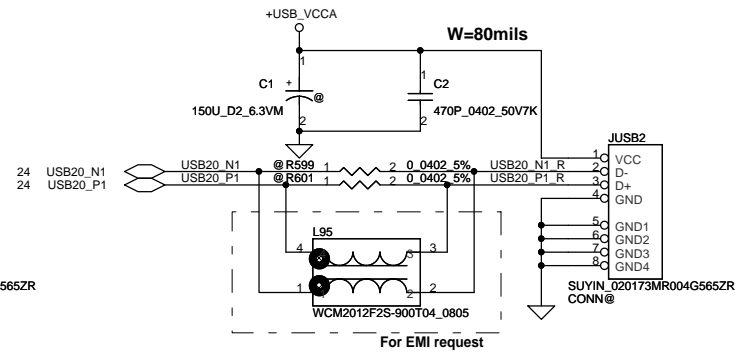 +USB_VCCA
W=80mils
1
C1
+
@
150U_D2_6.3VM
2
1
C2
470P_0402_50V7K
2
JUSB2
24 USB20_N1
24 USB20_P1
USB20_N1
USB20_P1
@ R599
@ R601
1
1
2
2
0_0402_5%
0_0402_5%
USB20_N1_R
USB20_P1_R
1 VCC
2 D-
3 D+
4 GND
5 GND1
6 GND2
7 GND3
8 GND4
SUYIN_020173MR004G565ZR
CONN@
565ZR
L95
4
3
3
1
2
2
WCM2012F2S-900T04_0805
For EMI request